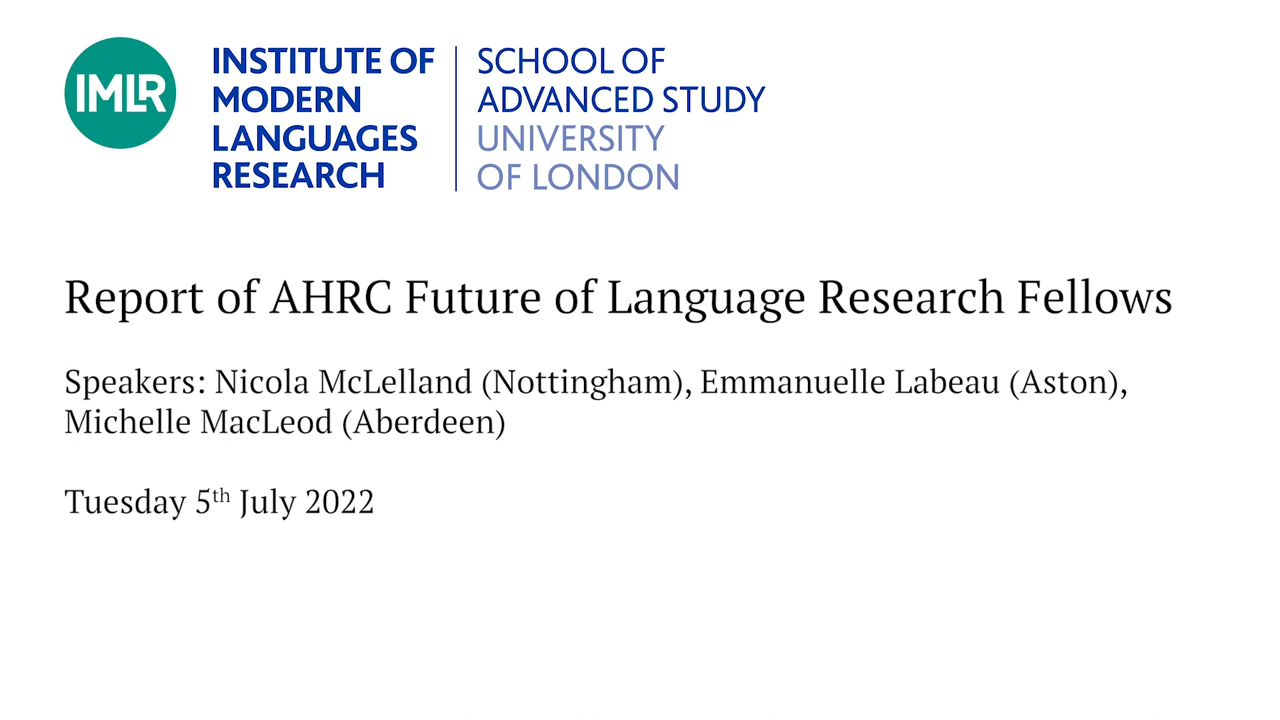 IMLR
INSTITUTE OF
MODERN
LANGUAGES
RESEARCH
SCHOOL OF
ADVANCED STUDY
UNIVERSITY
OF LONDON
Report of AHRC Future of Language Research Fellows
Speakers: Nicola McLelland (Nottingham), Emmanuelle Labeau (Aston),
Michelle MacLeod (Aberdeen)
Tuesday 5th July 2022